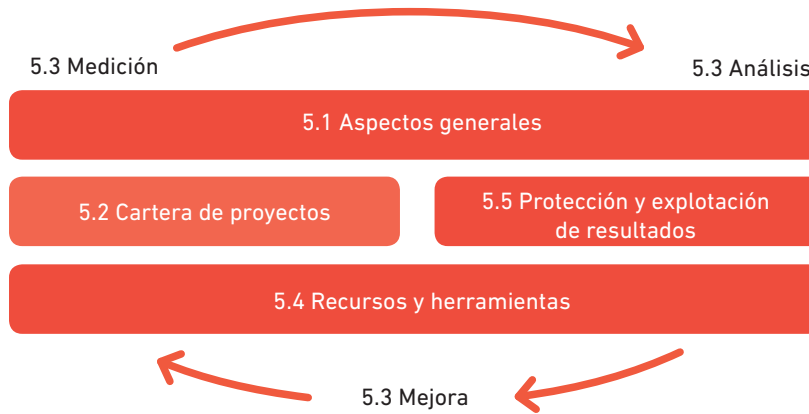 5.3 Medición
5.3 Análisis
5.1 Aspectos generales
5.2 Cartera de proyectos
5.5 Protección y explotación
de resultados
5.4 Recursos y herramientas
5.3 Mejora